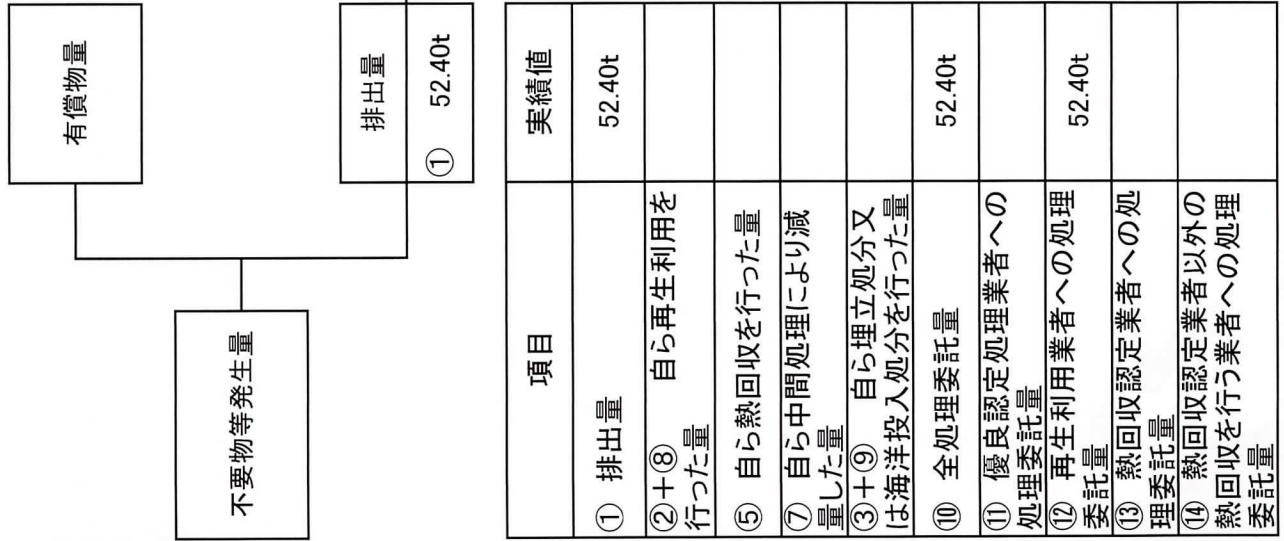 有償物量
不要物等発生量
排出量
① 52.40t
項目 実績値
① 排出量 52.40t
②+⑧ 自ら再生利用を
行った量
⑤ 自ら熱回収を行った量
⑦ 自ら中間処理により減
量した量
③+⑨ 自ら埋立処分又
は海洋投入処分を行った量
⑩ 全処理委託量 52.40t
⑪ 優良認定処理業者への
処理委託量
⑫ 再生利用業者への処理
委託量 52.40t
⑬ 熱回収認定業者への処
理委託量
⑭ 熱回収認定業者以外の
熱回収を行う業者への処理
委託量